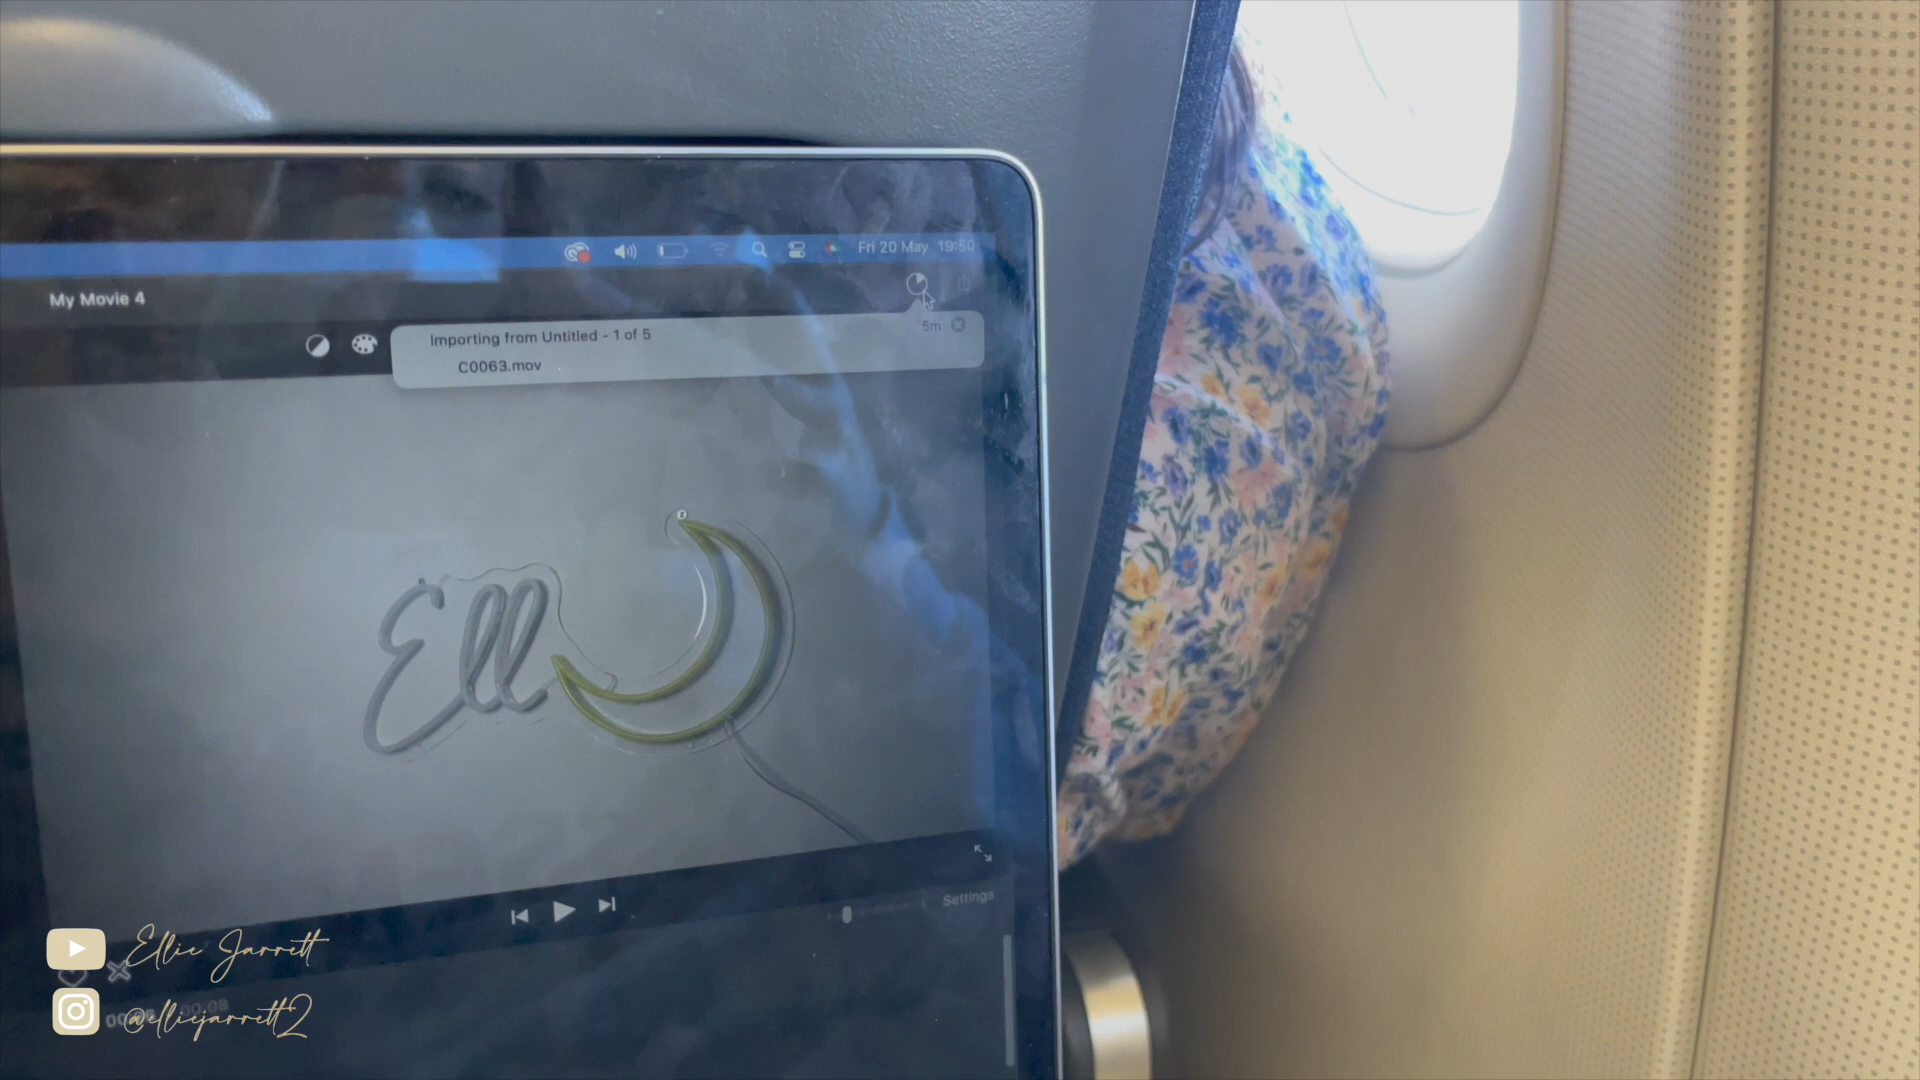 Fri 20 May 19:50
My Movie 4
Importing from Untitled - 1 of 5
5m
C0063.mov
Ell
Settings
Ellie Jarrett
@elliejarrett2